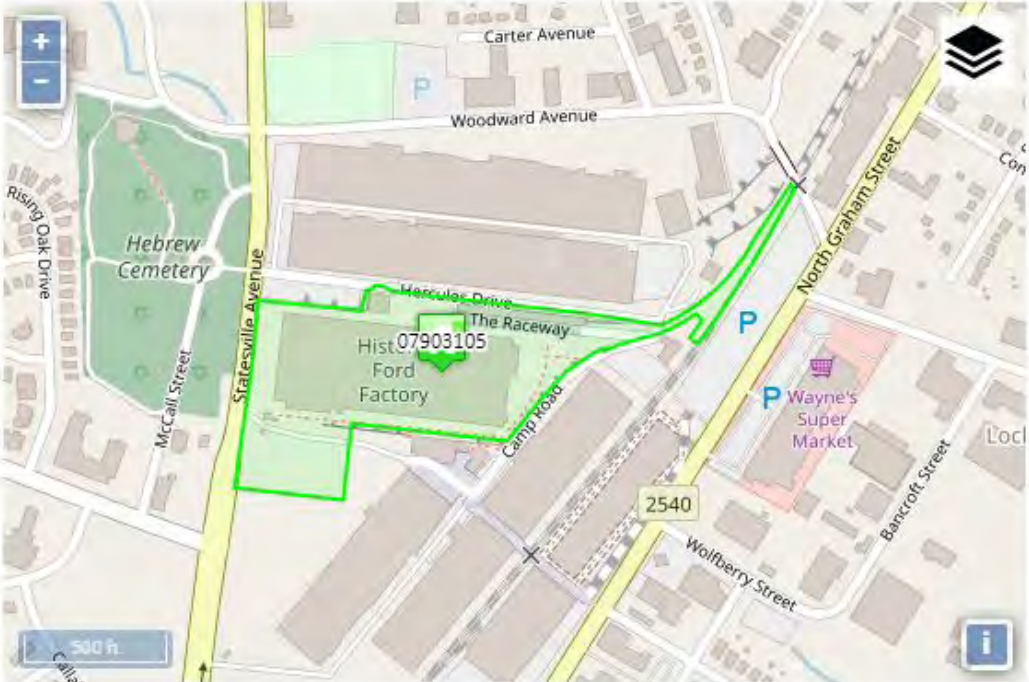 +
Carter Avenue
−
P
Woodward Avenue
Con
North Graham Street
Rising Oak Drive
Hebrew
Cemetery
Statesville Avenue
Hercules Drive
The Raceway
P
07903105
Ford
Factory
McCall Street
P
Wayne's
Super
Market
Camp Road
Bancroft Street
2540
Wolfberry Street
500 ft
i